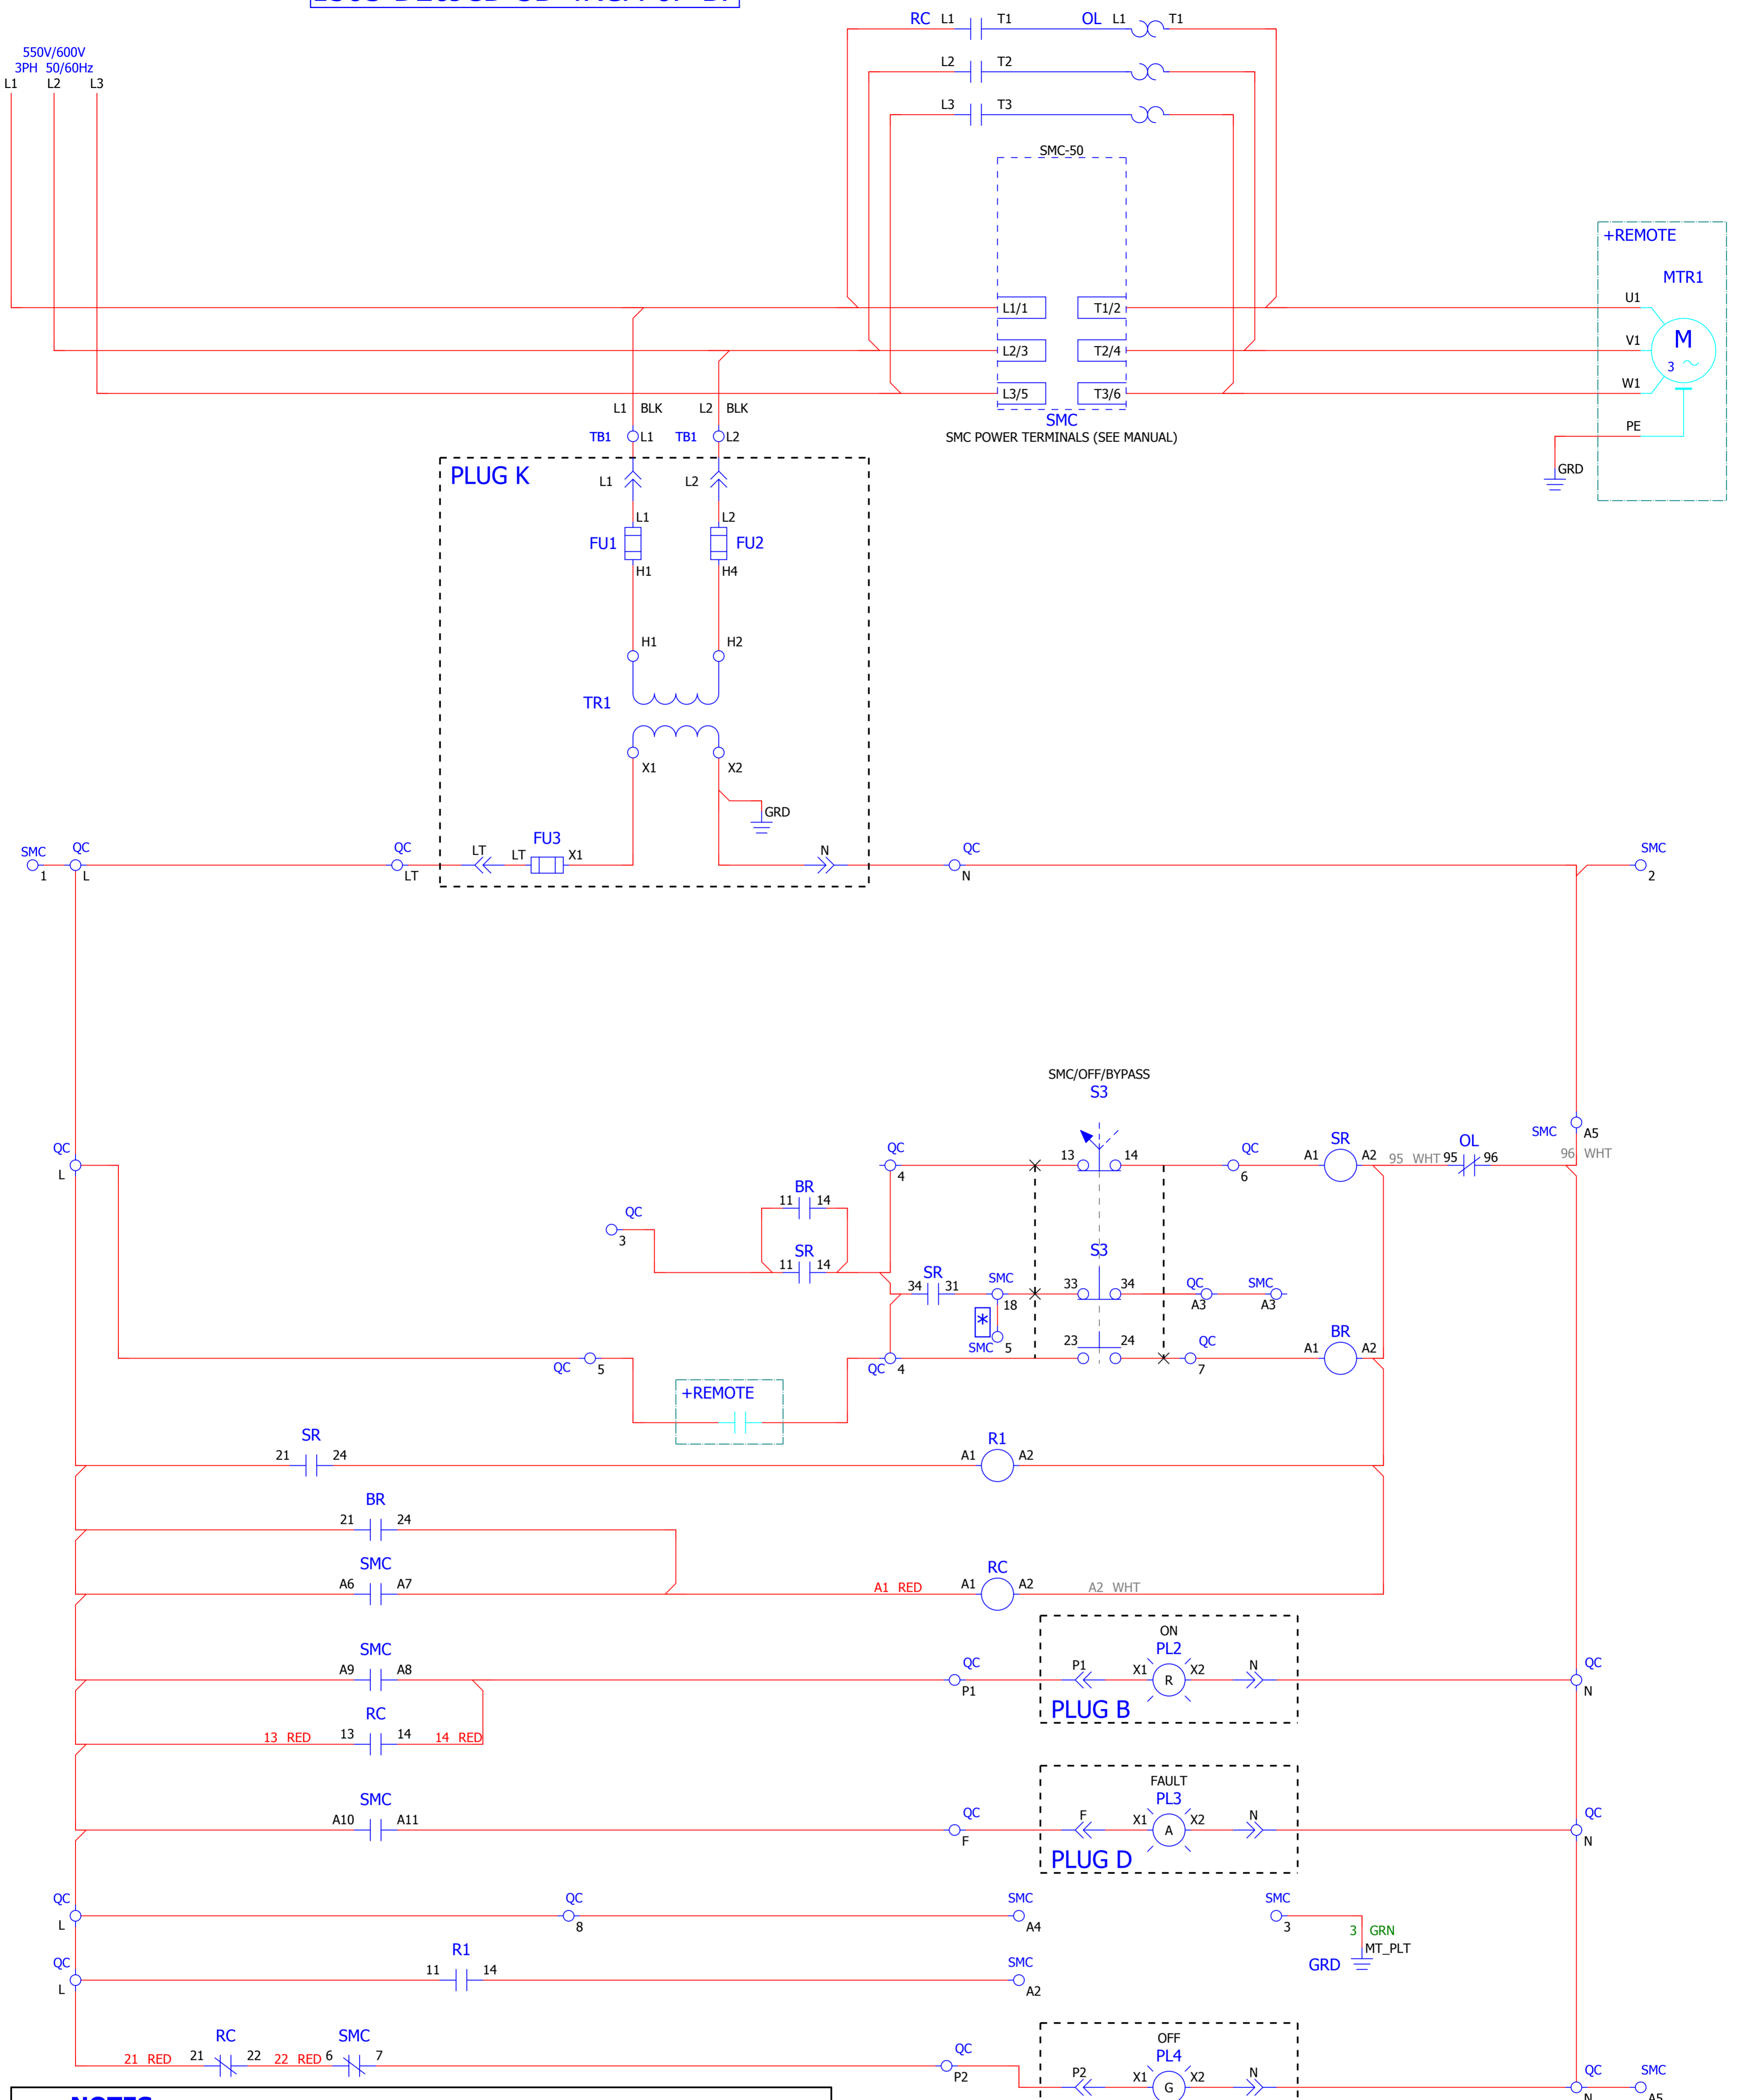 550V/600V
3PH 50/60Hz
L1 L2 L3
RC L1 T1 OL L1 T1
L2 T2
L3 T3
SMC-50
+REMOTE
MTR1
L1/1 T1/2 U1
L2/3 T2/4 V1 M
3
L3/5 T3/6 W1
L1 BLK L2 BLK
SMC
SMC POWER TERMINALS (SEE MANUAL)
TB1 L1 TB1 L2
PE
GRD
PLUG K
L1 L2
L1 L2
FU1 FU2
H1 H4
H1 H2
TR1
X1 X2
GRD
SMC QC QC LT LT FU3 X1 N QC SMC
1 L LT N 2
SMC/OFF/BYPASS
S3
SMC A5
QC QC 13 14 QC A1 SR A2 95 WHT 95 OL 96 96 WHT
L 4 6
QC 11 BR 14
3
11 SR 14
S3
34 SR 31 SMC 33 34 QC SMC
18 A3 A3
*
SMC 5 23 24 QC A1 BR A2
QC 5 QC 4 7
+REMOTE
21 SR 24 A1 R1 A2
21 BR 24
A6 SMC A7 A1 RED A1 RC A2 A2 WHT
ON
PL2
A9 SMC A8 QC P1 X1 R X2 N QC
P1 N
PLUG B
13 RED 13 RC 14 14 RED
FAULT
PL3
A10 SMC A11 QC F X1 A X2 N QC
F N
PLUG D
QC QC SMC SMC
L 8 A4 3
3 GRN
MT_PLT
GRD
QC 11 R1 14 SMC
L A2
OFF
PL4
21 RED 21 RC 22 22 RED 6 SMC 7 QC
P2 P2 X1 G X2 N QC SMC